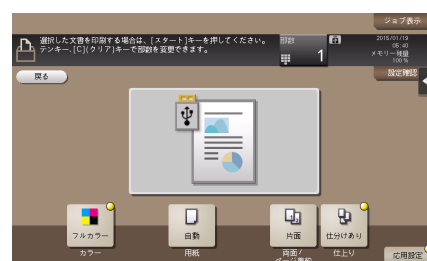 ジョブ表示
選択した文書を印刷する場合は、[スタート]キーを押してください。
テンキー、[C](クリア)キーで部数を変更できます。
部数
1
2015/01/19
05:40
メモリー残量
100%
戻る
設定確認
フルカラー
自動
片面
仕分けあり
カラー
用紙
両面/
ページ集約
仕上り
応用設定